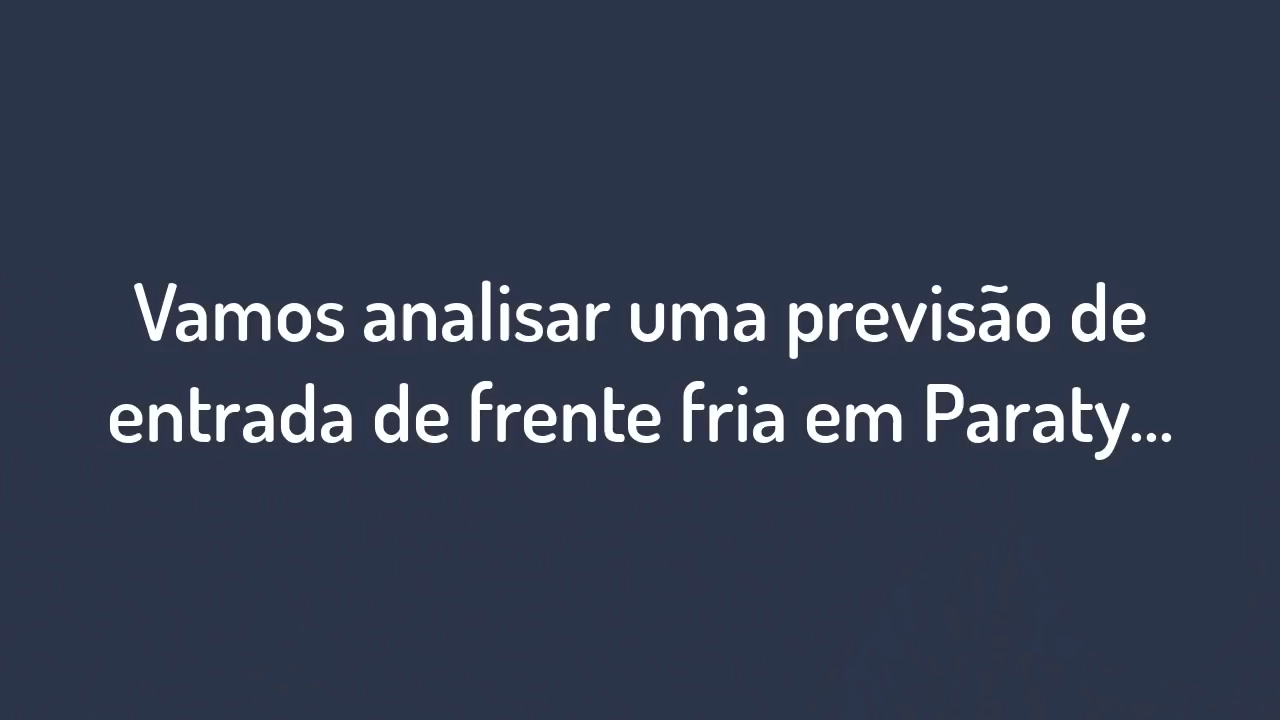 Vamos analisar uma previsão de
entrada de frente fria em Paraty...